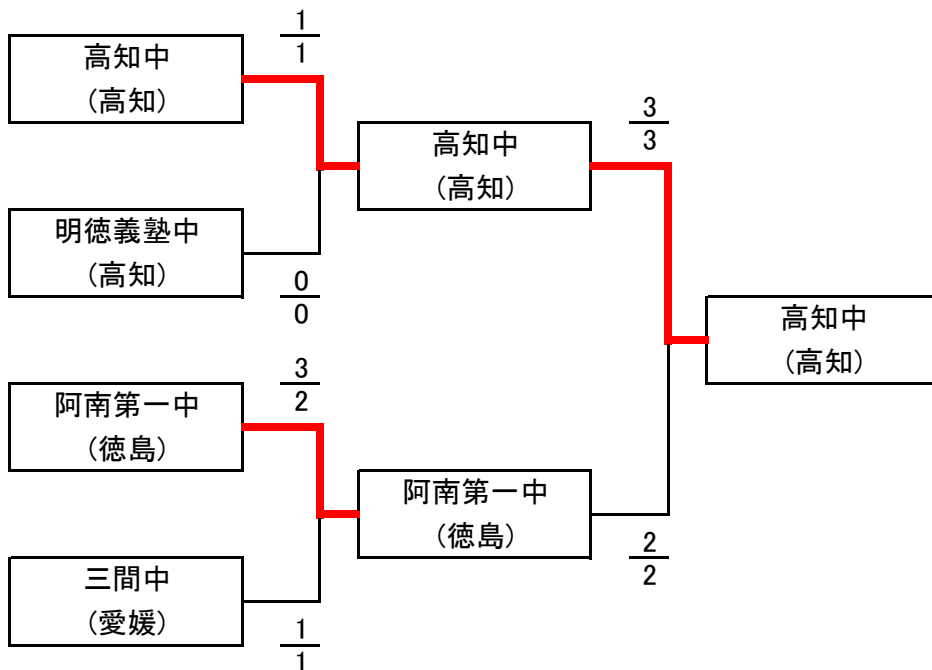 1
1
高知中
(高知)
明徳義塾中
(高知)
0
0
3
2
阿南第一中
(徳島)
三間中
(愛媛)
1
1
高知中
(高知)
3
3
阿南第一中
(徳島)
2
2
高知中
(高知)